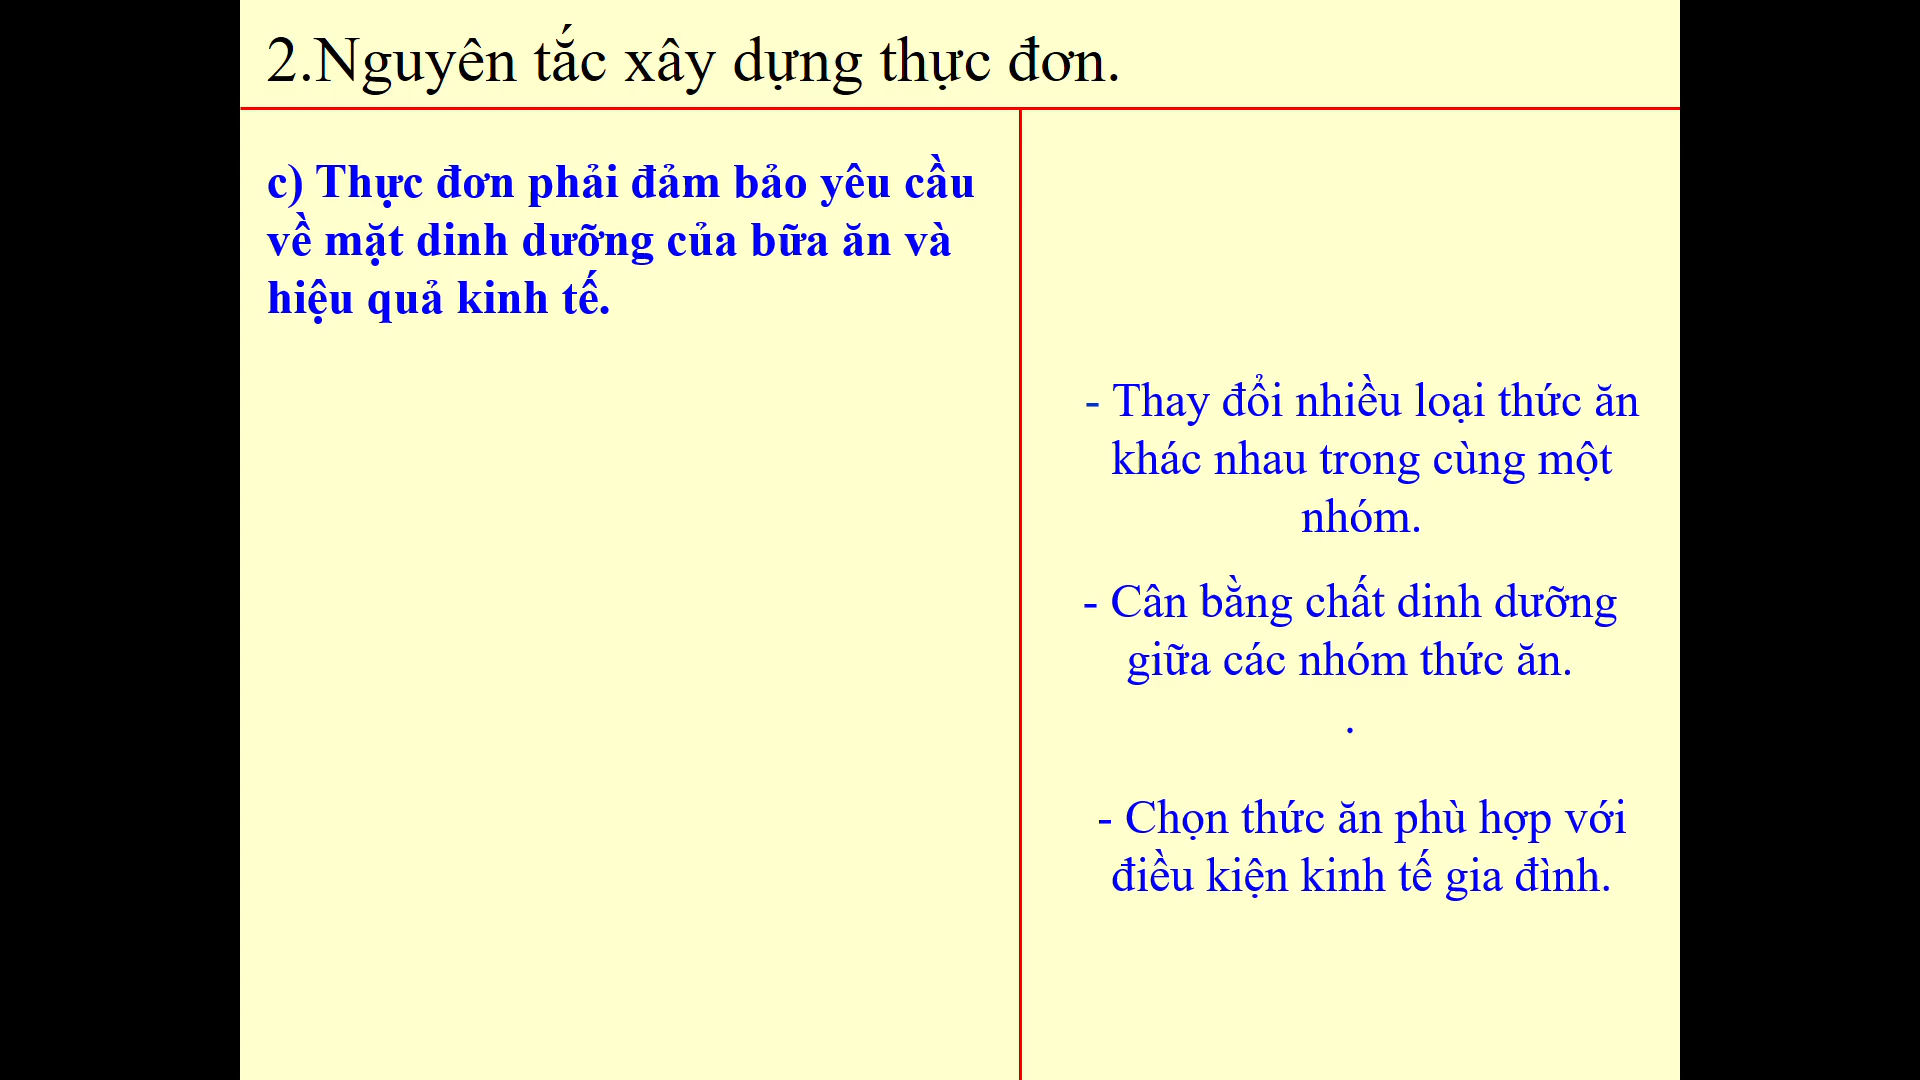 2.Nguyên tắc xây dựng thực đơn.
c) Thực đơn phải đảm bảo yêu cầu
về mặt dinh dưỡng của bữa ăn và
hiệu quả kinh tế.
- Thay đổi nhiều loại thức ăn
khác nhau trong cùng một
nhóm.
- Cân bằng chất dinh dưỡng
giữa các nhóm thức ăn.
.
- Chọn thức ăn phù hợp với
điều kiện kinh tế gia đình.